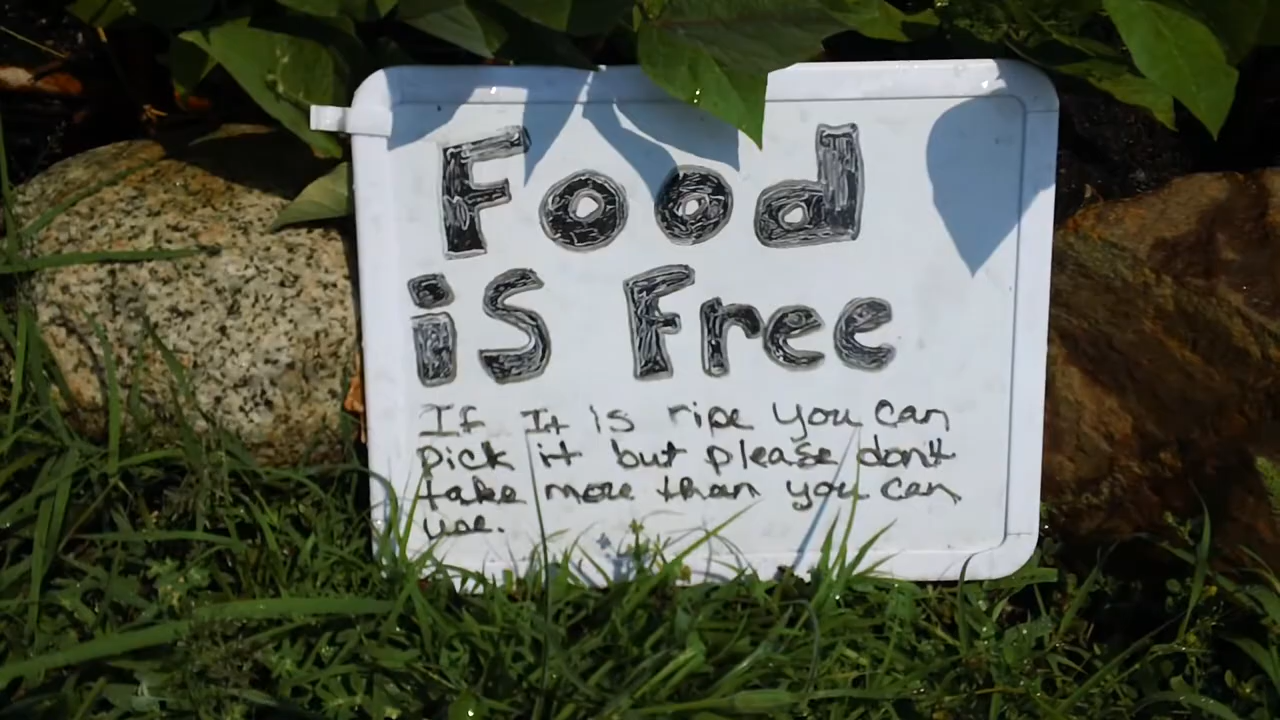 Food
is Free
If It is ripe you can
pick it but please don't
take more than you can
use.